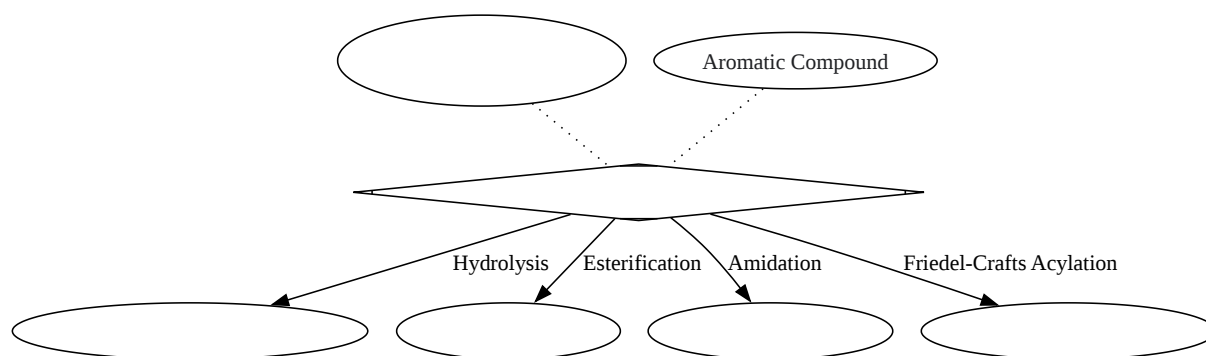 Aromatic Compound
Hydrolysis
Esterification
Amidation
Friedel-Crafts Acylation